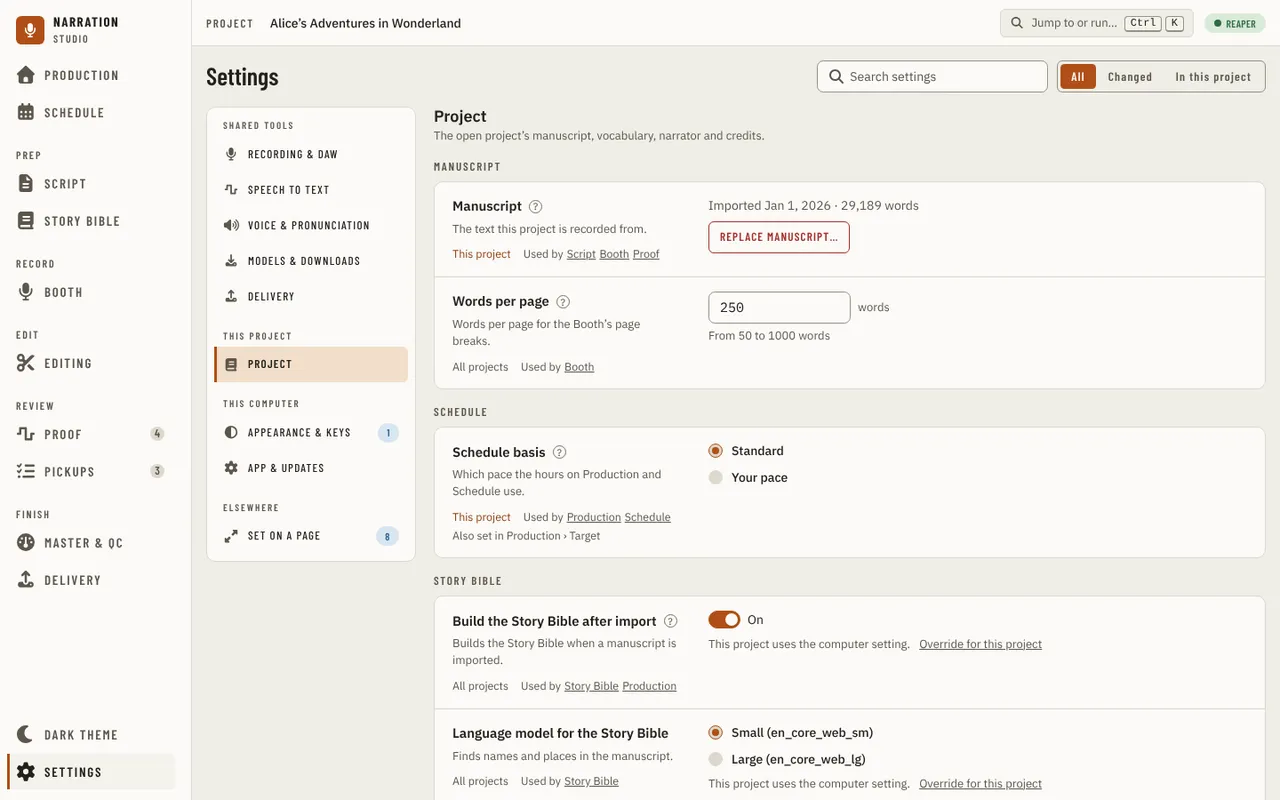 NARRATION
STUDIO
PRODUCTION
SCHEDULE
PREP
SCRIPT
STORY BIBLE
RECORD
BOOTH
EDIT
EDITING
REVIEW
PROOF 4
PICKUPS 3
FINISH
MASTER & QC
DELIVERY
DARK THEME
SETTINGS
PROJECT Alice’s Adventures in Wonderland
Jump to or run... Ctrl K
REAPER
Settings
Search settings
All Changed In this project
SHARED TOOLS
RECORDING & DAW
SPEECH TO TEXT
VOICE & PRONUNCIATION
MODELS & DOWNLOADS
DELIVERY
THIS PROJECT
PROJECT
THIS COMPUTER
APPEARANCE & KEYS 1
APP & UPDATES
ELSEWHERE
SET ON A PAGE 8
Project
The open project’s manuscript, vocabulary, narrator and credits.
MANUSCRIPT
Manuscript ?
The text this project is recorded from.
This project Used by Script Booth Proof
Imported Jan 1, 2026 · 29,189 words
REPLACE MANUSCRIPT...
Words per page ?
Words per page for the Booth’s page
breaks.
All projects Used by Booth
250 words
From 50 to 1000 words
SCHEDULE
Schedule basis ?
Which pace the hours on Production and
Schedule use.
This project Used by Production Schedule
Also set in Production › Target
Standard
Your pace
STORY BIBLE
Build the Story Bible after import ?
Builds the Story Bible when a manuscript is
imported.
All projects Used by Story Bible Production
On
This project uses the computer setting. Override for this project
Language model for the Story Bible
Finds names and places in the manuscript.
All projects Used by Story Bible
Small (en_core_web_sm)
Large (en_core_web_lg)
This project uses the computer setting. Override for this project